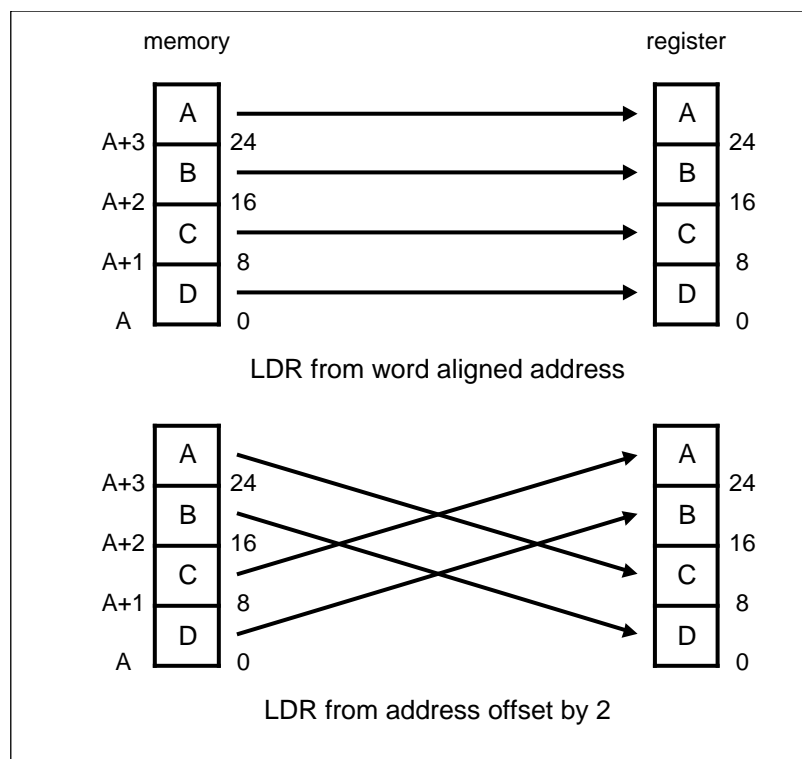 memory register
A A
A+3 24 24
B B
A+2 16 16
C C
A+1 8 8
D D
A 0 0
LDR from word aligned address
A A
A+3 24 24
B B
A+2 16 16
C C
A+1 8 8
D D
A 0 0
LDR from address offset by 2